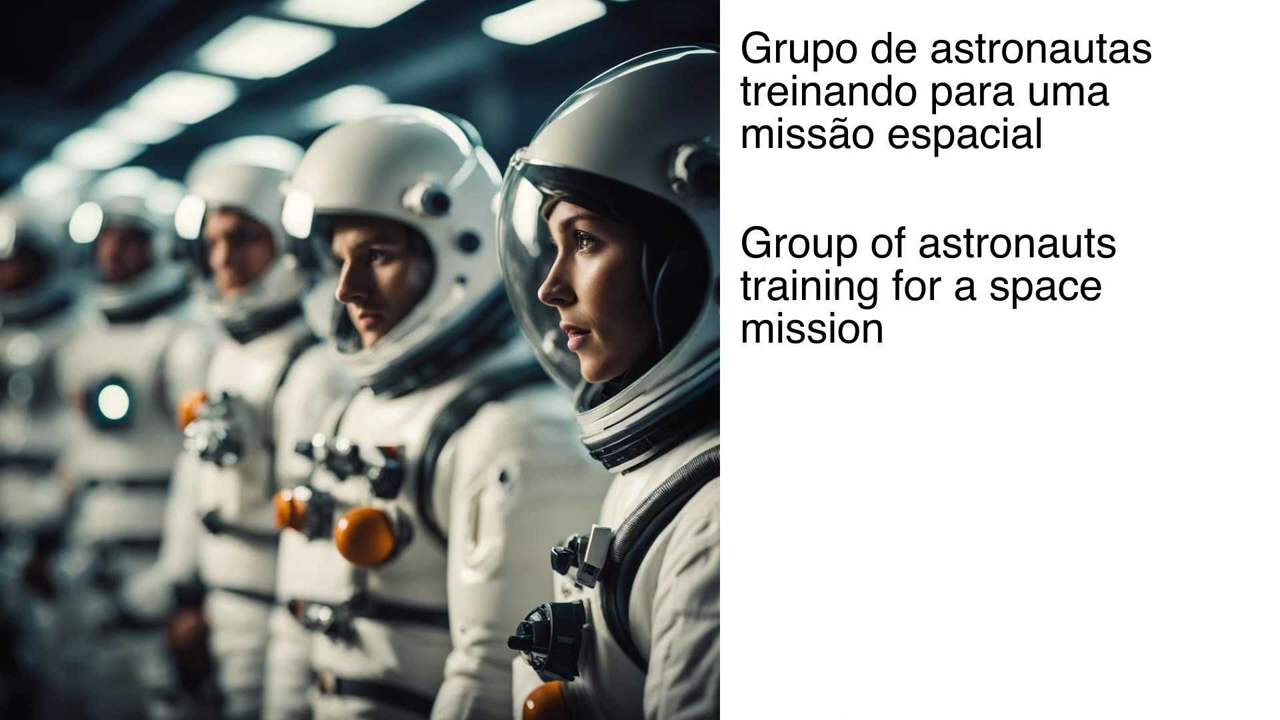 Grupo de astronautas
treinando para uma
missão espacial
Group of astronauts
training for a space
mission